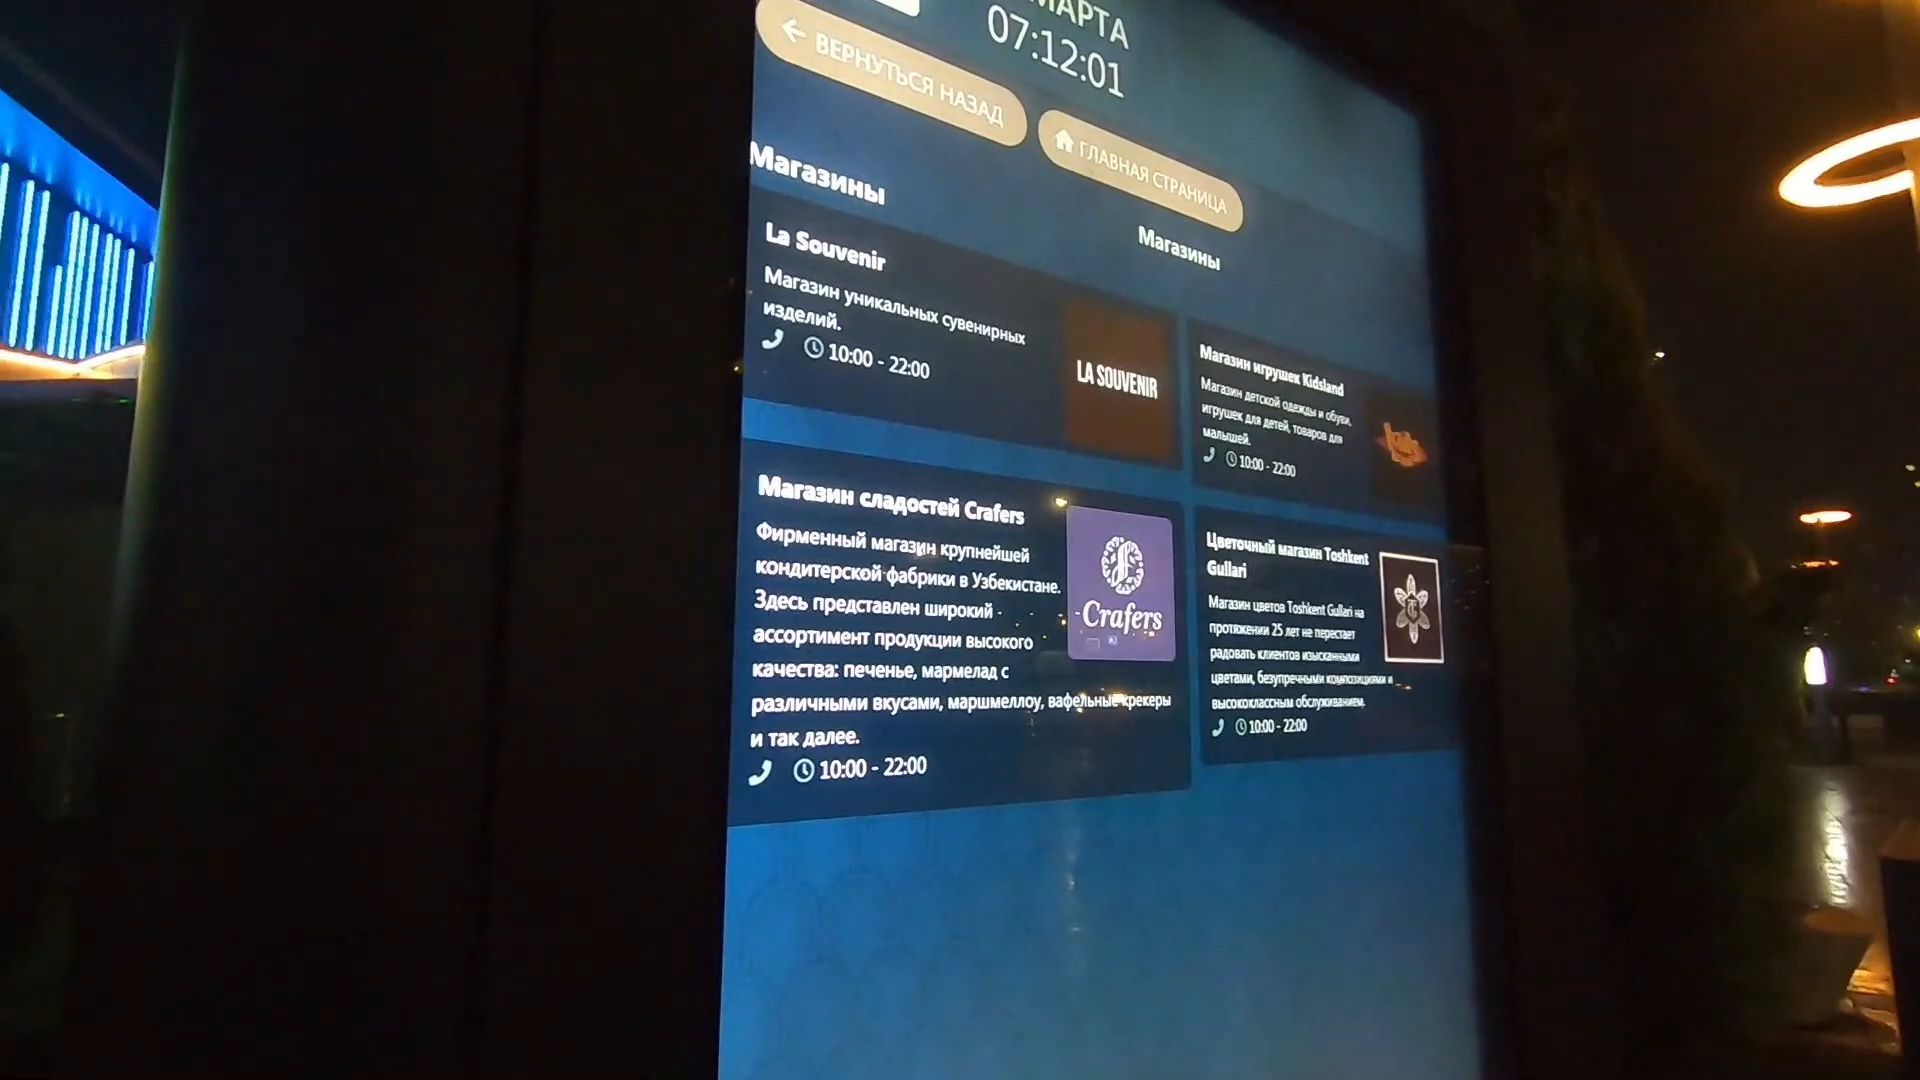 МАРТА
07:12:01
ВЕРНУТЬСЯ НАЗАД
ГЛАВНАЯ СТРАНИЦА
Магазины
Магазины
La Souvenir
Магазин уникальных сувенирных
изделий.
10:00 - 22:00
LA SOUVENIR
Магазин игрушек Kidsland
Магазин детской одежды и обуви,
игрушек для детей, товаров для
малышей.
10:00 - 22:00
Магазин сладостей Crafers
Фирменный магазин крупнейшей
кондитерской фабрики в Узбекистане.
Здесь представлен широкий
ассортимент продукции высокого
качества: печенье, мармелад с
различными вкусами, маршмеллоу, вафельные крекеры
и так далее.
10:00 - 22:00
Crafers
Цветочный магазин Toshkent
Gullari
Магазин цветов Toshkent Gullari на
протяжении 25 лет не перестает
радовать клиентов изысканными
цветами, безупречными композициями и
высококлассным обслуживанием.
10:00 - 22:00